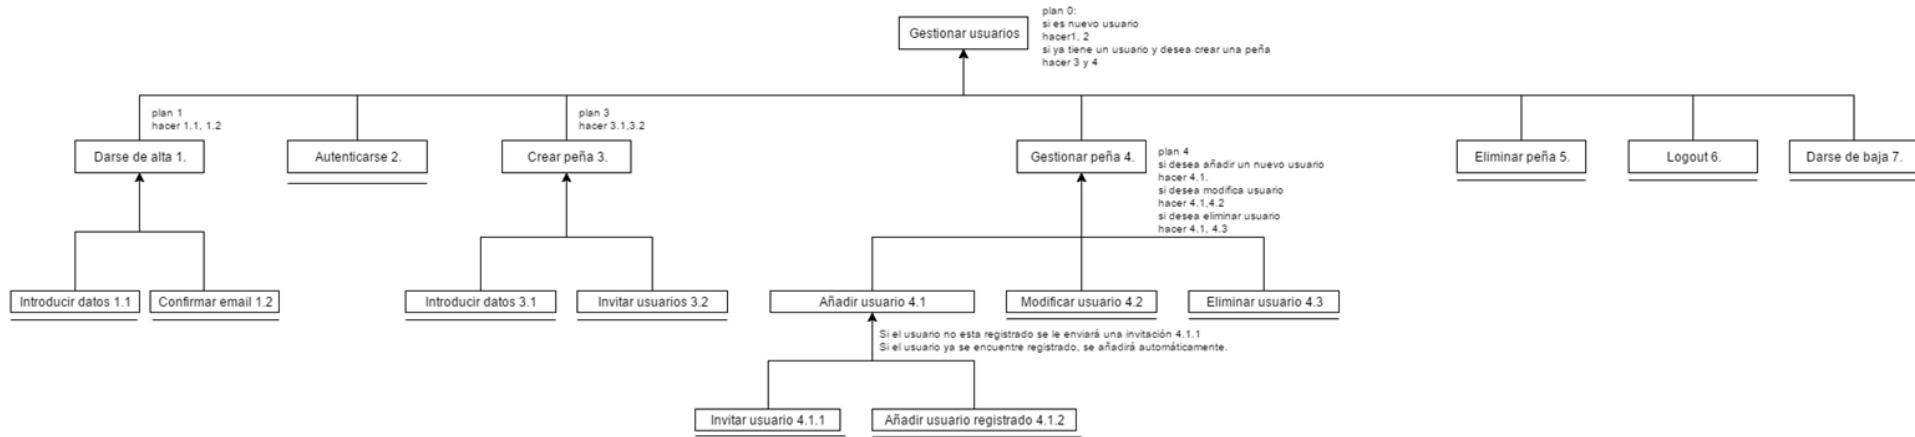 Gestionar usuarios
plan 0:
si es nuevo usuario
hacer1, 2
si ya tiene un usuario y desea crear una peña
hacer 3 y 4
plan 1
hacer 1.1, 1.2
plan 3
hacer 3.1,3.2
Darse de alta 1.
Autenticarse 2.
Crear peña 3.
Gestionar peña 4.
plan 4
si desea añadir un nuevo usuario
hacer 4.1.
si desea modifica usuario
hacer 4.1,4.2
si desea eliminar usuario
hacer 4.1, 4.3
Eliminar peña 5.
Logout 6.
Darse de baja 7.
Introducir datos 1.1
Confirmar email 1.2
Introducir datos 3.1
Invitar usuarios 3.2
Añadir usuario 4.1
Modificar usuario 4.2
Eliminar usuario 4.3
Si el usuario no esta registrado se le enviará una invitación 4.1.1
Si el usuario ya se encuentre registrado, se añadirá automáticamente.
Invitar usuario 4.1.1
Añadir usuario registrado 4.1.2